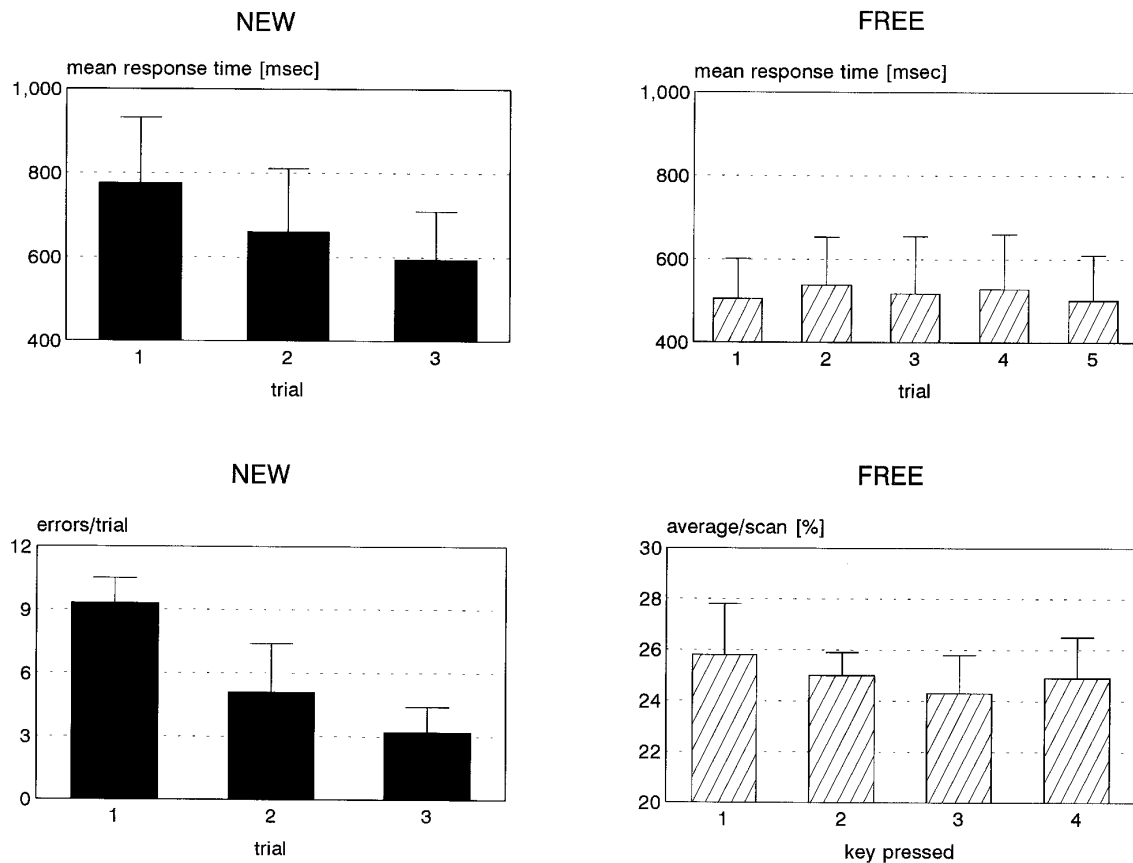 NEW
mean response time [msec]
1,000
800
600
400
1 2 3
trial
FREE
mean response time [msec]
1,000
800
600
400
1 2 3 4 5
trial
NEW
errors/trial
12
9
6
3
0
1 2 3
trial
FREE
average/scan [%]
30
28
26
24
22
20
1 2 3 4
key pressed